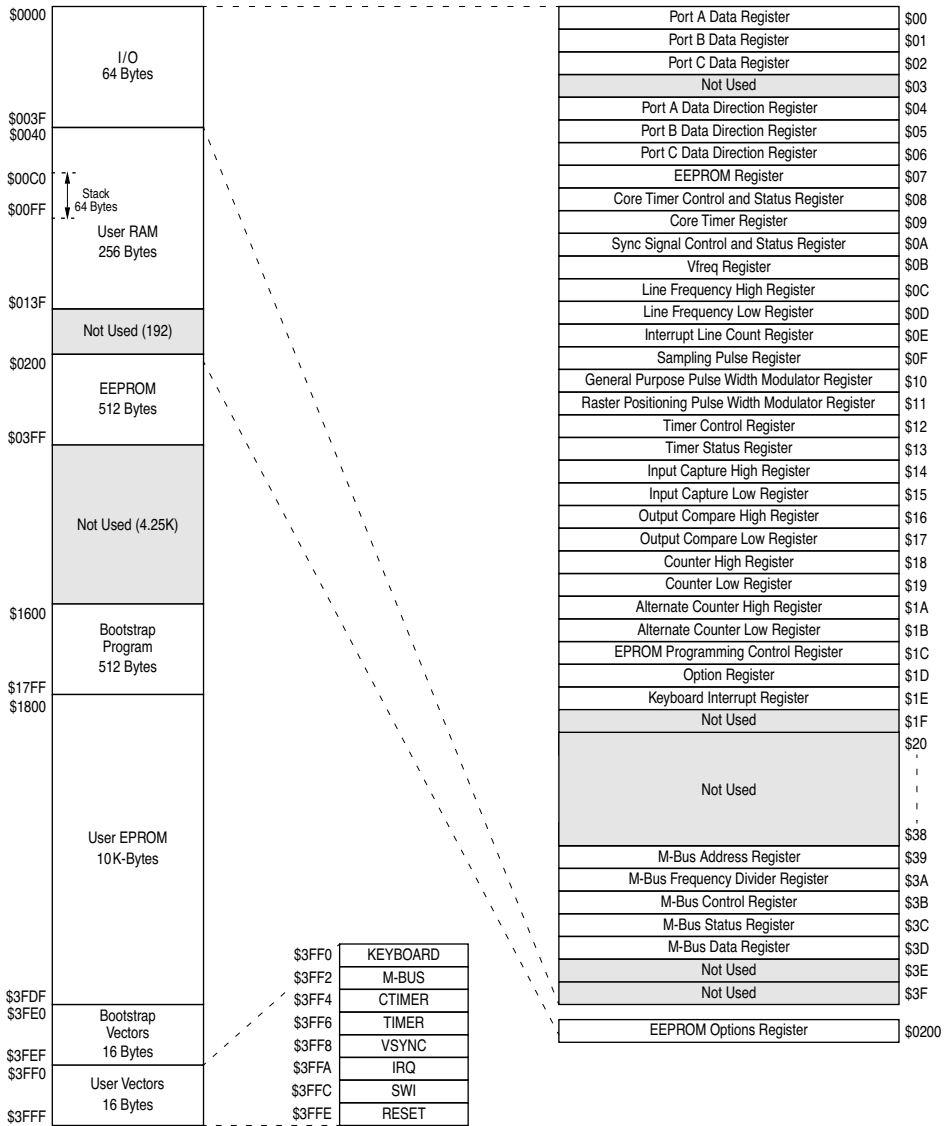 $0000
I/O
64 Bytes
$003F
$0040
$00C0
Stack
64 Bytes
$00FF
User RAM
256 Bytes
$013F
Not Used (192)
$0200
EEPROM
512 Bytes
$03FF
Not Used (4.25K)
$1600
Bootstrap
Program
512 Bytes
$17FF
$1800
User EPROM
10K-Bytes
$3FDF
$3FE0
Bootstrap
Vectors
16 Bytes
$3FEF
$3FF0
User Vectors
16 Bytes
$3FFF
$3FF0 KEYBOARD
$3FF2 M-BUS
$3FF4 CTIMER
$3FF6 TIMER
$3FF8 VSYNC
$3FFA IRQ
$3FFC SWI
$3FFE RESET
Port A Data Register $00
Port B Data Register $01
Port C Data Register $02
Not Used $03
Port A Data Direction Register $04
Port B Data Direction Register $05
Port C Data Direction Register $06
EEPROM Register $07
Core Timer Control and Status Register $08
Core Timer Register $09
Sync Signal Control and Status Register $0A
Vfreq Register $0B
Line Frequency High Register $0C
Line Frequency Low Register $0D
Interrupt Line Count Register $0E
Sampling Pulse Register $0F
General Purpose Pulse Width Modulator Register $10
Raster Positioning Pulse Width Modulator Register $11
Timer Control Register $12
Timer Status Register $13
Input Capture High Register $14
Input Capture Low Register $15
Output Compare High Register $16
Output Compare Low Register $17
Counter High Register $18
Counter Low Register $19
Alternate Counter High Register $1A
Alternate Counter Low Register $1B
EPROM Programming Control Register $1C
Option Register $1D
Keyboard Interrupt Register $1E
Not Used $1F
$20
Not Used
$38
M-Bus Address Register $39
M-Bus Frequency Divider Register $3A
M-Bus Control Register $3B
M-Bus Status Register $3C
M-Bus Data Register $3D
Not Used $3E
Not Used $3F
EEPROM Options Register $0200